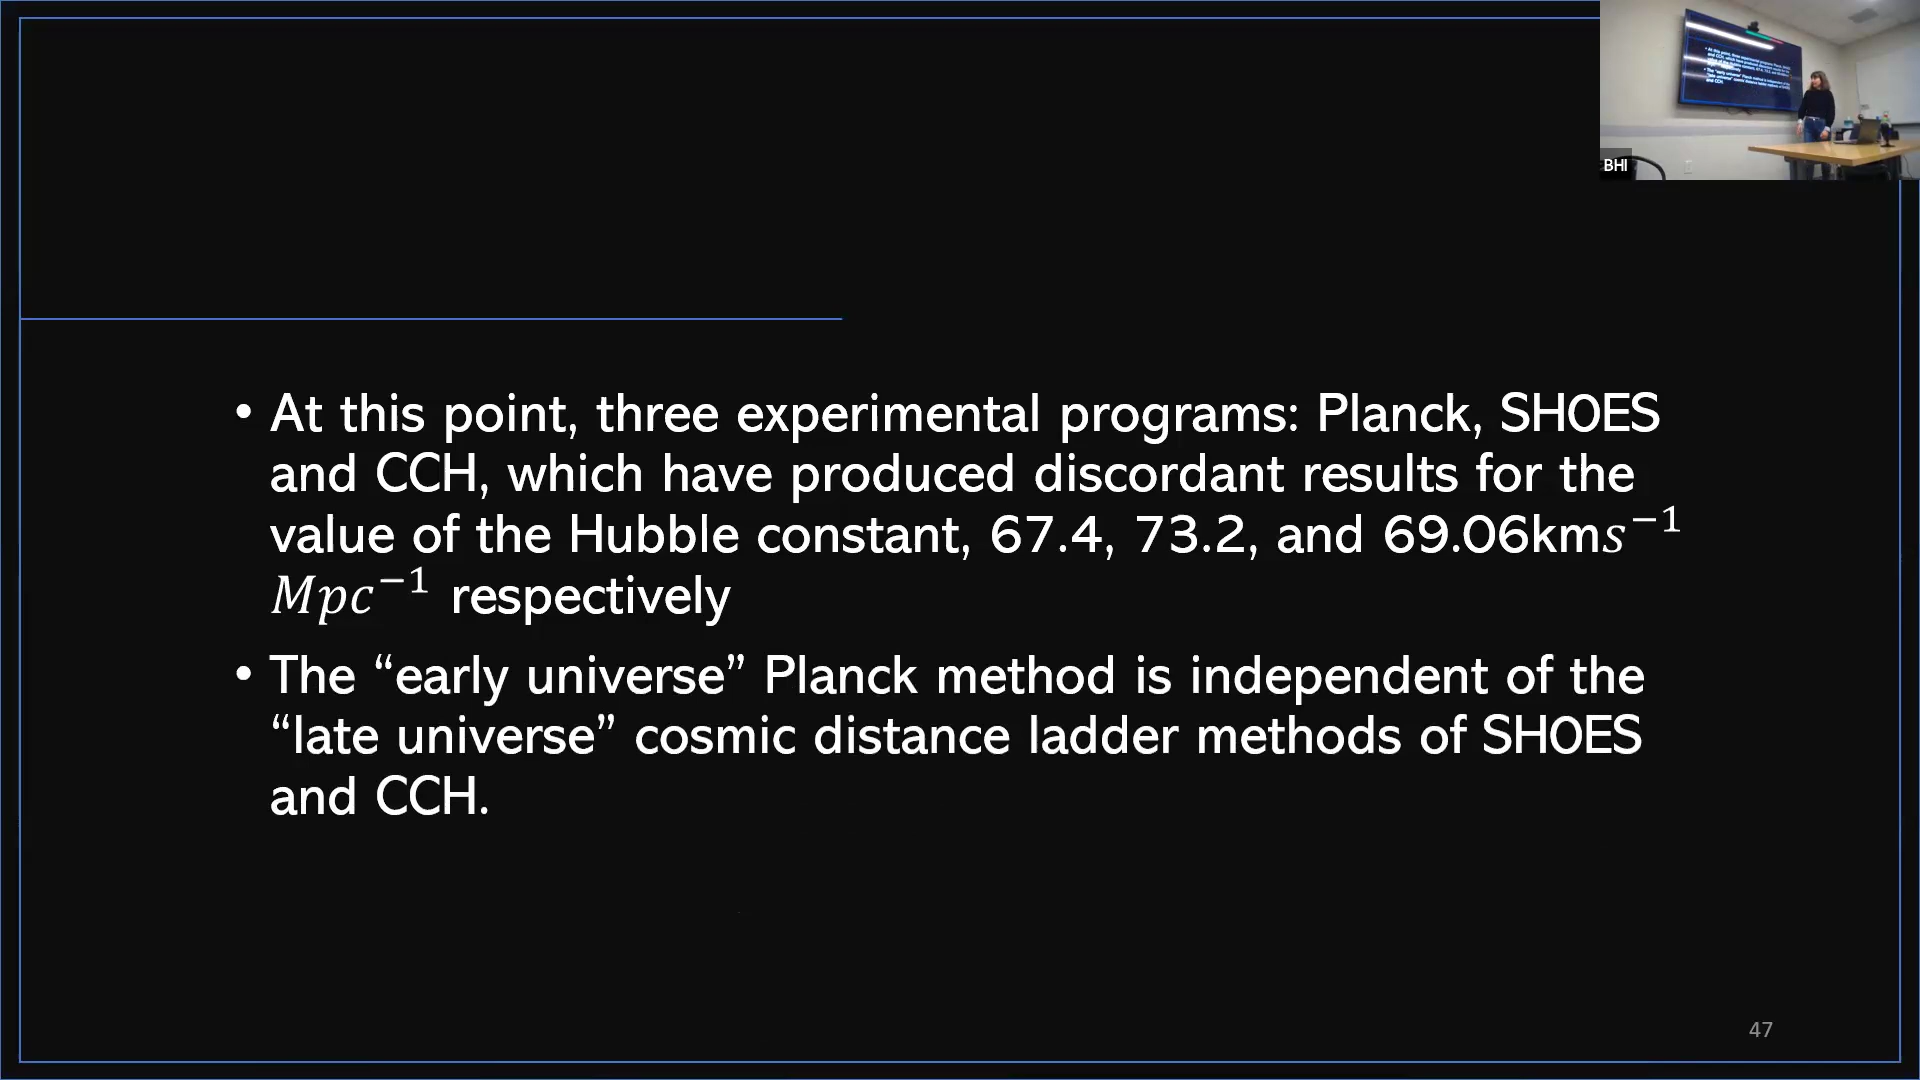 • At this point, three experimental programs: Planck, SHOES
and CCH, which have produced discordant results for the
value of the Hubble constant, 67.4, 73.2, and 69.06kms⁻¹
Mpc⁻¹ respectively
• The “early universe” Planck method is independent of the
“late universe” cosmic distance ladder methods of SHOES
and CCH.
BHI
47